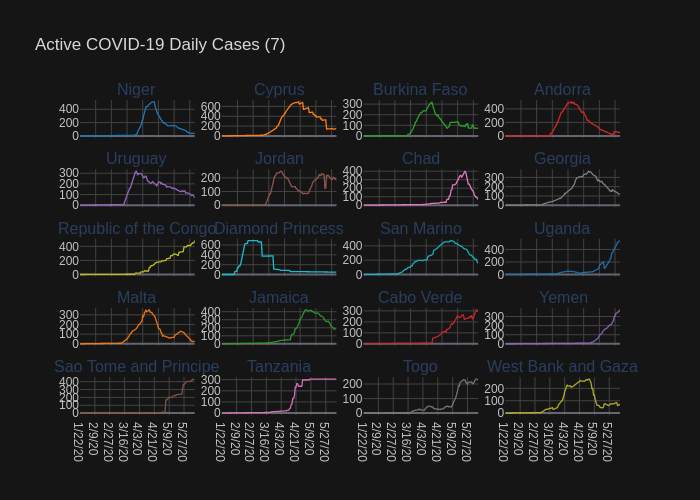 Active COVID-19 Daily Cases (7)
Niger Cyprus Burkina Faso Andorra
400 200 0 600 400 200 0 300 200 100 0 400 200 0
Uruguay Jordan Chad Georgia
300 200 100 0 200 100 0 400 300 200 100 0 300 200 100 0
Republic of the Congo Diamond Princess San Marino Uganda
400 200 0 600 400 200 0 400 200 0 400 200 0
Malta Jamaica Cabo Verde Yemen
300 200 100 0 400 300 200 100 0 300 200 100 0 300 200 100 0
Sao Tome and Principe Tanzania Togo West Bank and Gaza
400 300 200 100 0 300 200 100 0 200 100 0 200 100 0
1/22/20 2/9/20 2/27/20 3/16/20 4/3/20 4/21/20 5/9/20 5/27/20 1/22/20 2/9/20 2/27/20 3/16/20 4/3/20 4/21/20 5/9/20 5/27/20 1/22/20 2/9/20 2/27/20 3/16/20 4/3/20 4/21/20 5/9/20 5/27/20 1/22/20 2/9/20 2/27/20 3/16/20 4/3/20 4/21/20 5/9/20 5/27/20